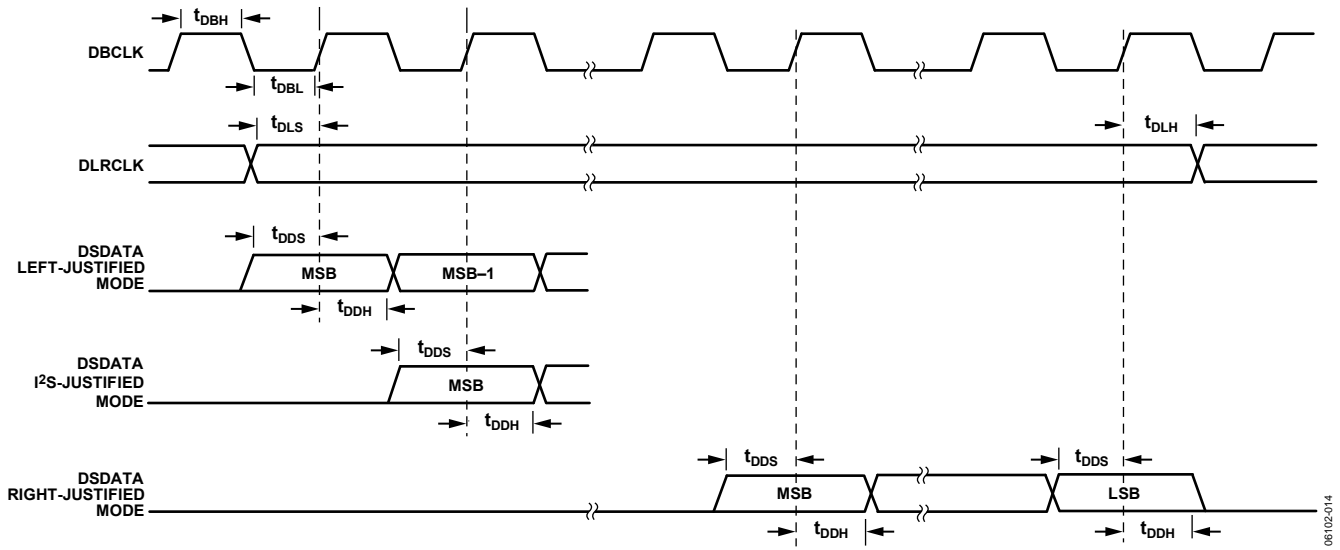 tDBH
DBCLK
tDBL
tDLS
tDLH
DLRCLK
tDDS
DSDATA
LEFT-JUSTIFIED
MODE
MSB
MSB–1
tDDH
tDDS
DSDATA
I2S-JUSTIFIED
MODE
MSB
tDDH
tDDS
tDDS
DSDATA
RIGHT-JUSTIFIED
MODE
MSB
LSB
tDDH
tDDH
06102-014